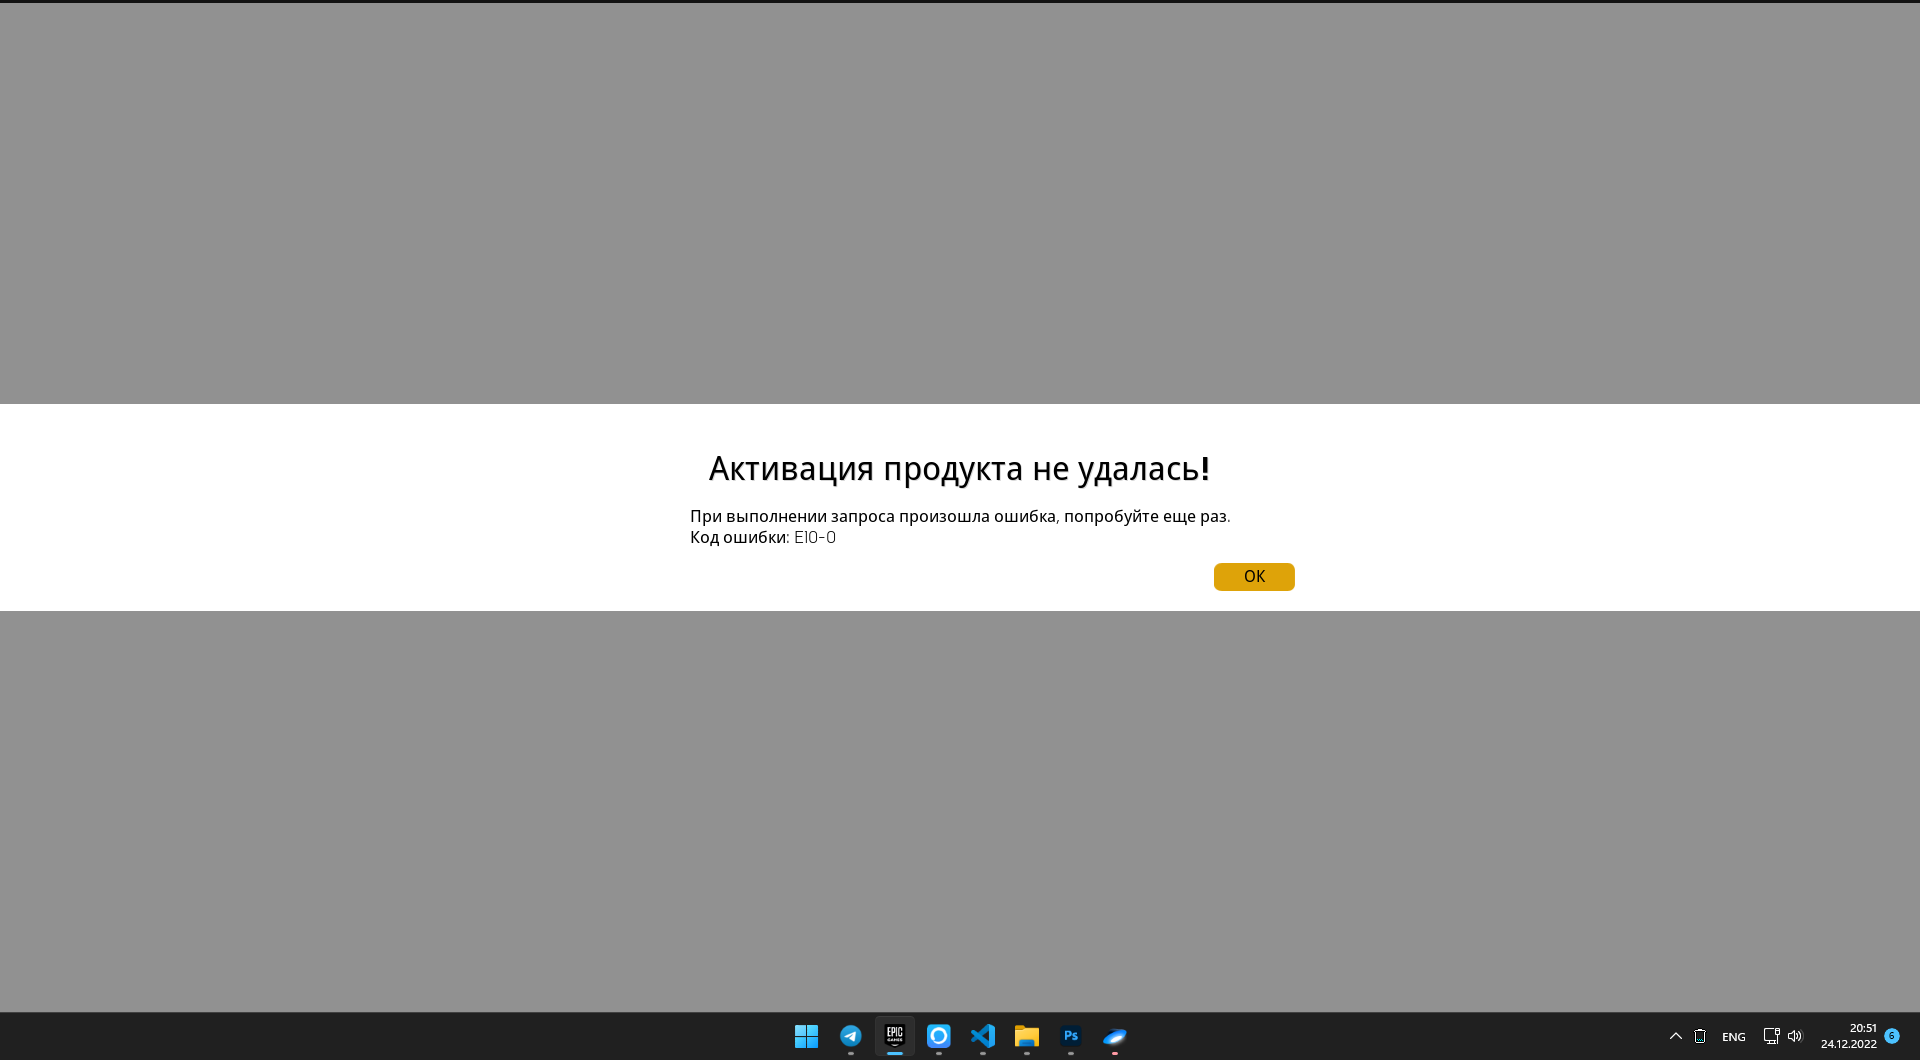 Активация продукта не удалась!
При выполнении запроса произошла ошибка, попробуйте еще раз.
Код ошибки: E10-0
OK
EPIC
GAMES
Ps
ENG
20:51
24.12.2022
6